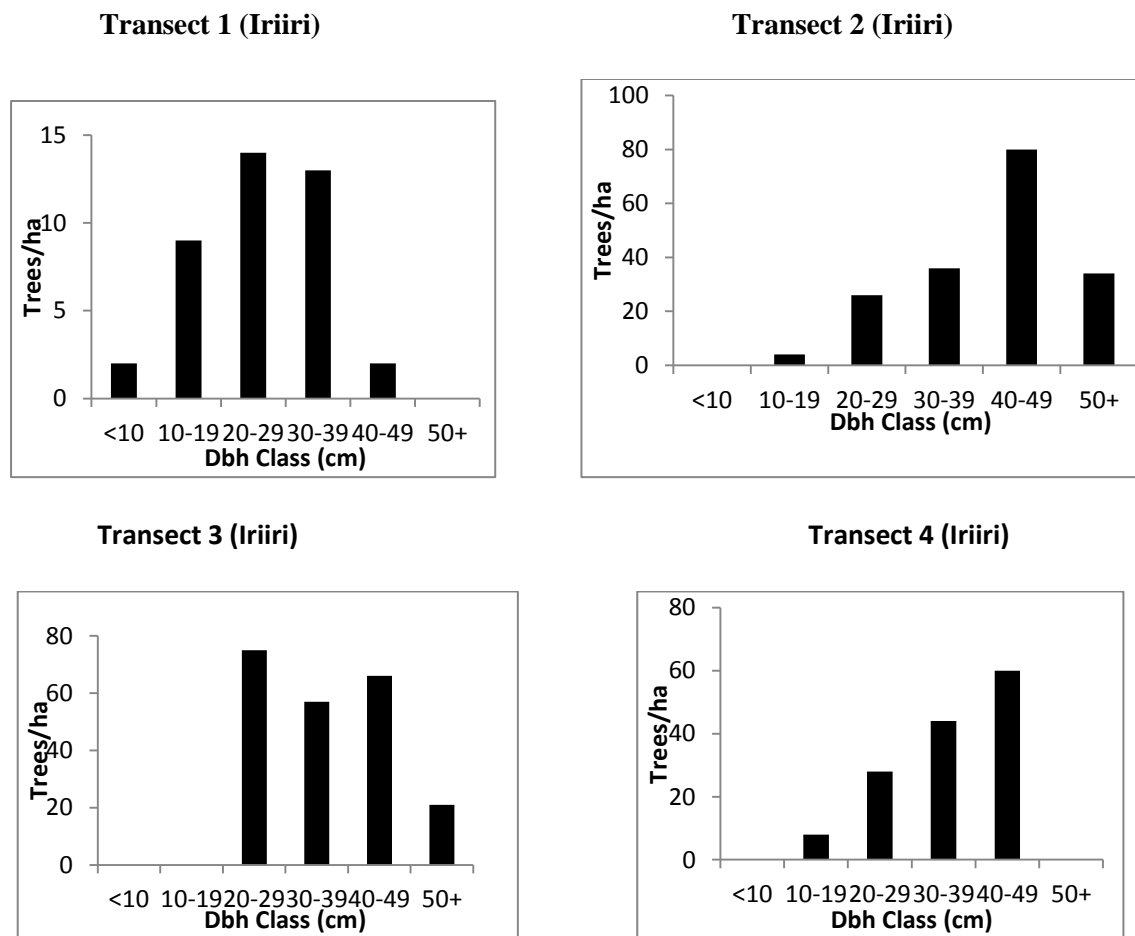 Transect 1 (Iriiri)
Transect 2 (Iriiri)
15
10
5
0
Trees/ha
<10 10-19 20-29 30-39 40-49 50+
Dbh Class (cm)
100
80
60
40
20
0
Trees/ha
<10 10-19 20-29 30-39 40-49 50+
Dbh Class (cm)
Transect 3 (Iriiri)
Transect 4 (Iriiri)
80
60
40
20
0
Trees/ha
<10 10-19 20-29 30-39 40-49 50+
Dbh Class (cm)
80
60
40
20
0
Trees/ha
<10 10-19 20-29 30-39 40-49 50+
Dbh Class (cm)